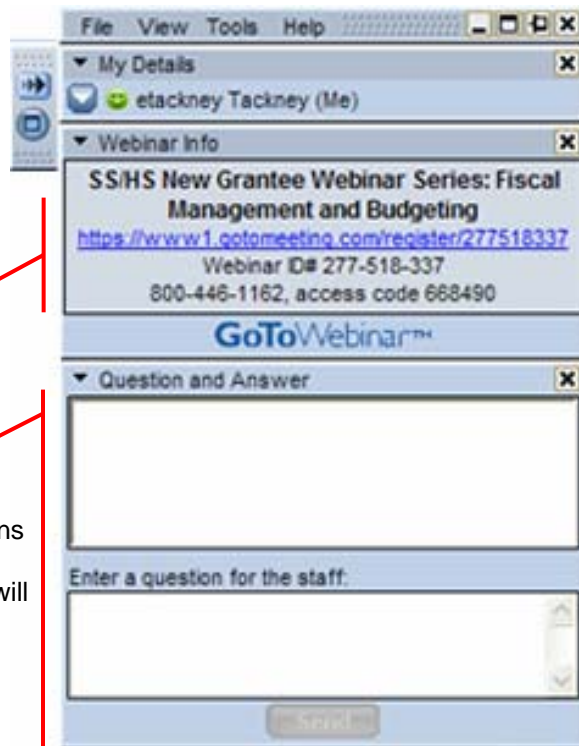 File View Tools Help
My Details
etackney Tackney (Me)
Webinar Info
SS/HS New Grantee Webinar Series: Fiscal
Management and Budgeting
https://www1.gotomeeting.com/register/277518337
Webinar ID# 277-518-337
800-446-1162, access code 668490
GoToWebinar™
Question and Answer
ns
will
Enter a question for the staff:
Send